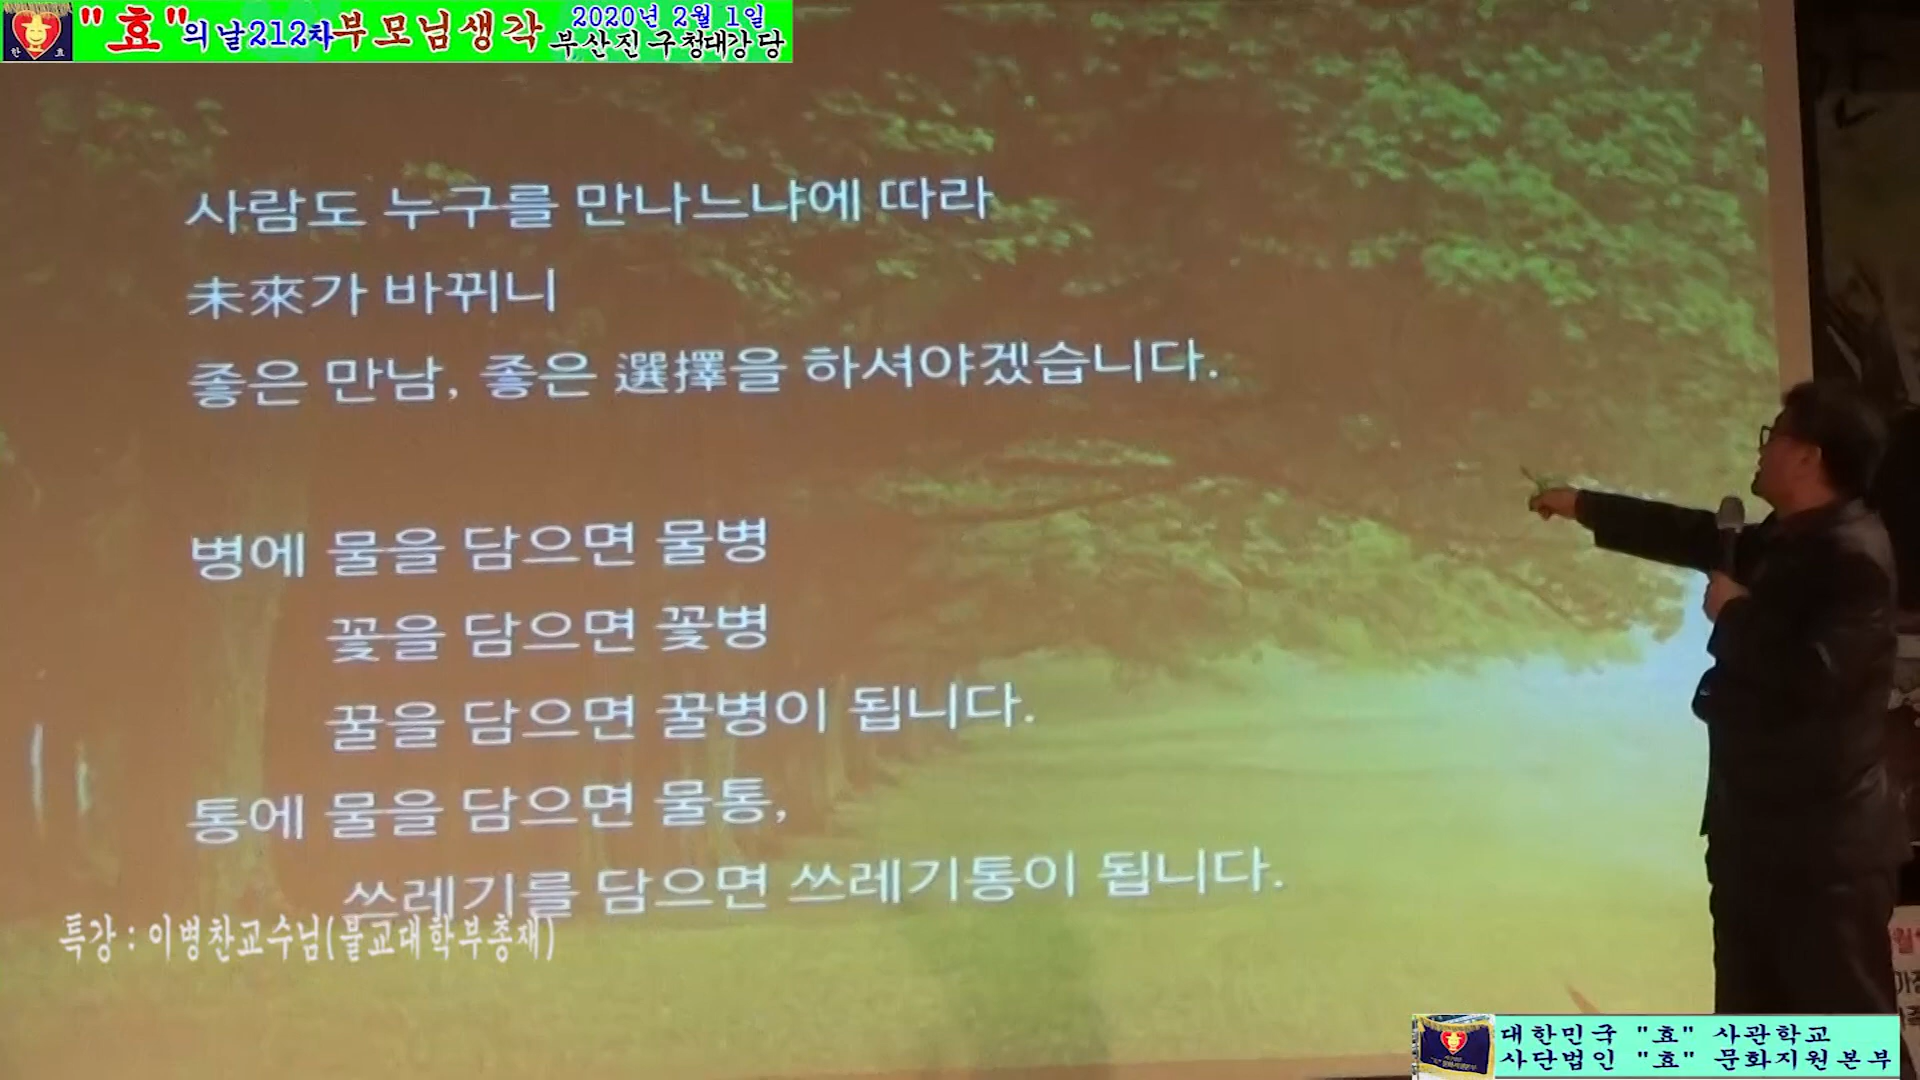 "효"의날212차부모님생각
2020년 2월 1일
부산진구청대강당
한 효
사람도 누구를 만나느냐에 따라
未來가 바뀌니
좋은 만남, 좋은 選擇을 하셔야겠습니다.
병에 물을 담으면 물병
꽃을 담으면 꽃병
꿀을 담으면 꿀병이 됩니다.
통에 물을 담으면 물통,
쓰레기를 담으면 쓰레기통이 됩니다.
특강 : 이병찬교수님(불교대학부총재)
대한민국 "효" 사관학교
사단법인 "효" 문화지원본부